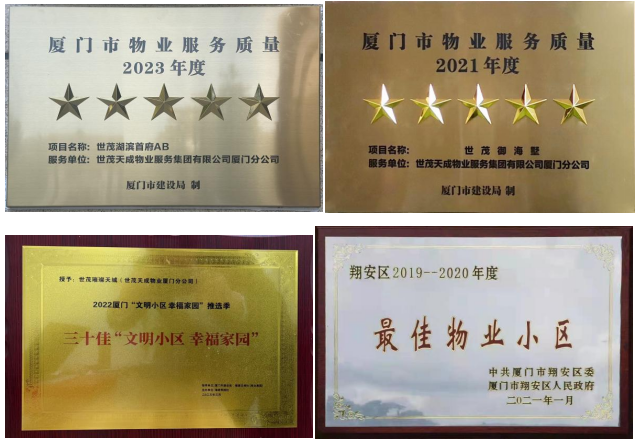 厦门市物业服务质量
2023年度
项目名称：世茂湖滨首府AB
服务单位：世茂天成物业服务集团有限公司厦门分公司
厦门市建设局 制
厦门市物业服务质量
2021年度
项目名称：世茂御海墅
服务单位：世茂天成物业服务集团有限公司厦门分公司
厦门市建设局 制
授予：世茂璀璨天城（世茂天成物业厦门分公司）
2022厦门“文明小区 幸福家园”推选季
三十佳“文明小区 幸福家园”
翔安区2019--2020年度
最佳物业小区
中共厦门市翔安区委
厦门市翔安区人民政府
二〇二一年一月